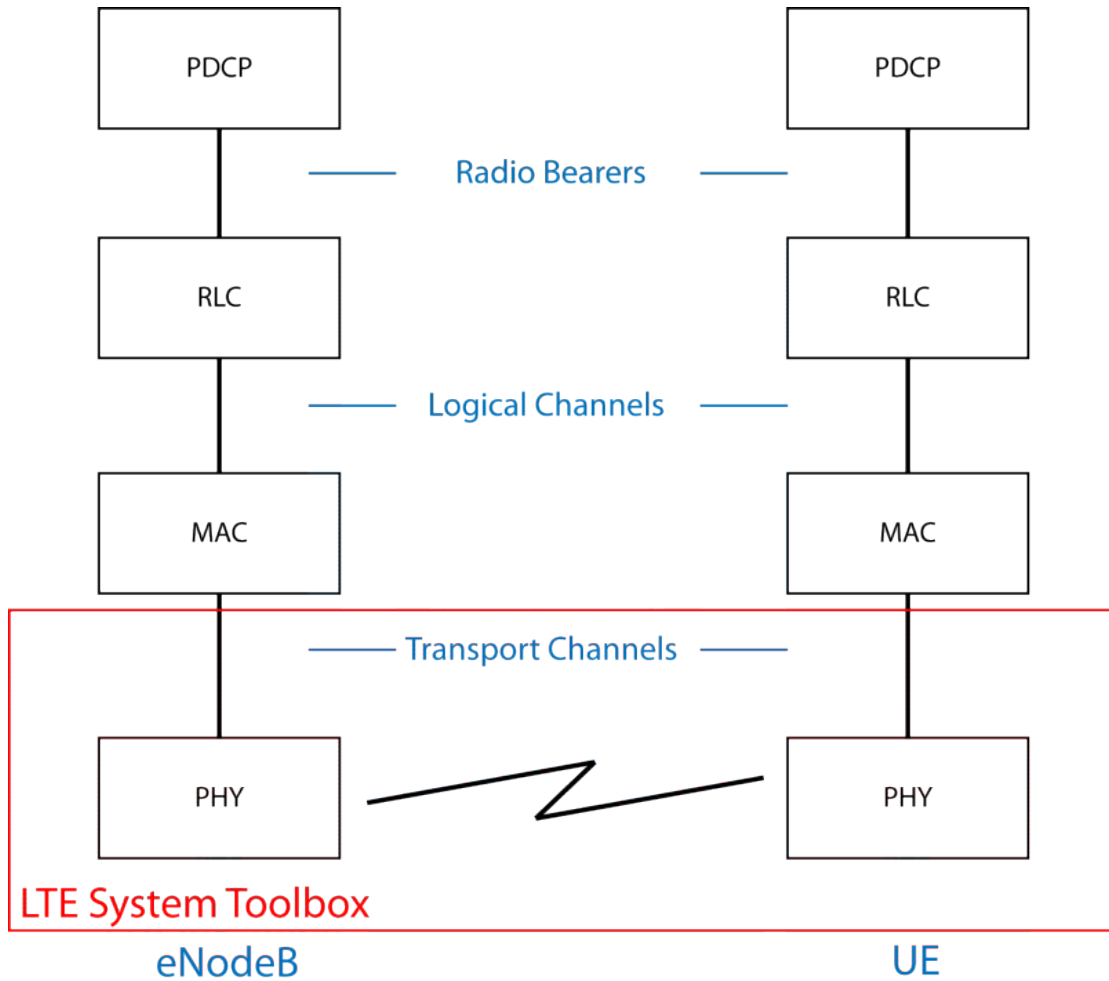 PDCP PDCP
Radio Bearers
RLC RLC
Logical Channels
MAC MAC
Transport Channels
PHY PHY
LTE System Toolbox
eNodeB UE